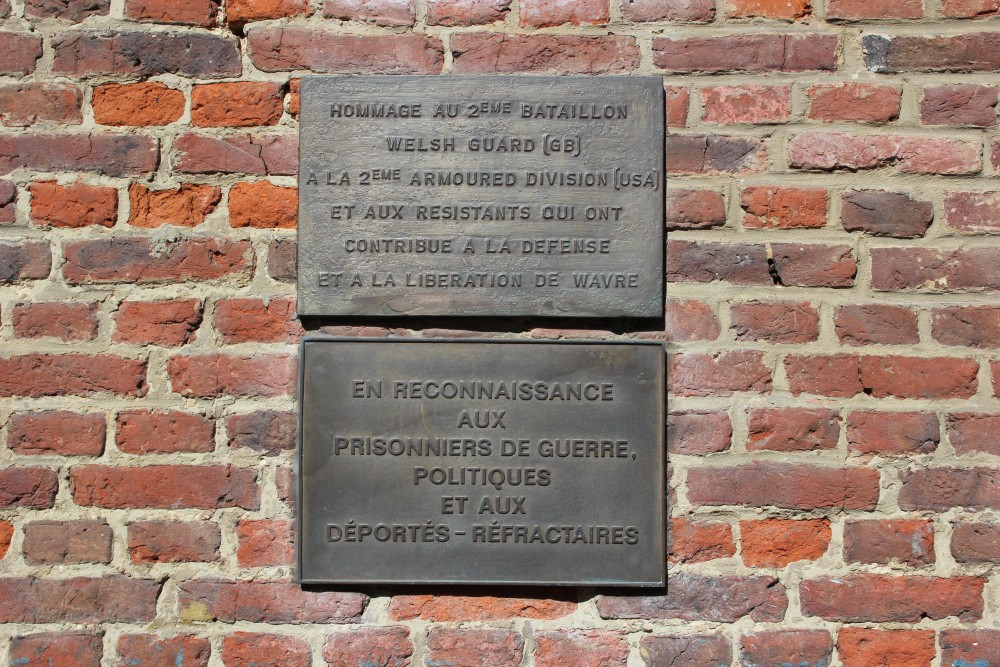 HOMMAGE AU 2EME BATAILLON
WELSH GUARD (GB)
A LA 2EME ARMOURED DIVISION (USA)
ET AUX RESISTANTS QUI ONT
CONTRIBUE A LA DEFENSE
ET A LA LIBERATION DE WAVRE
EN RECONNAISSANCE
AUX
PRISONNIERS DE GUERRE,
POLITIQUES
ET AUX
DÉPORTÉS - RÉFRACTAIRES